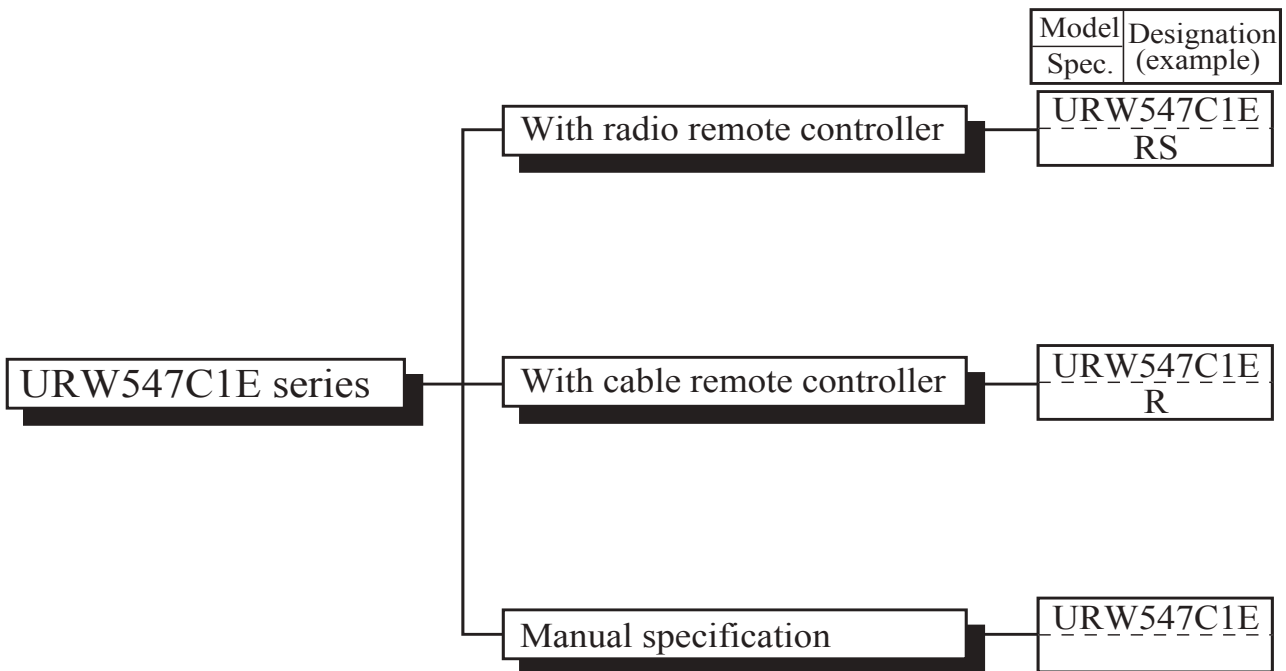 Model
Spec.
Designation
(example)
With radio remote controller
URW547C1E
RS
URW547C1E series
With cable remote controller
URW547C1E
R
Manual specification
URW547C1E